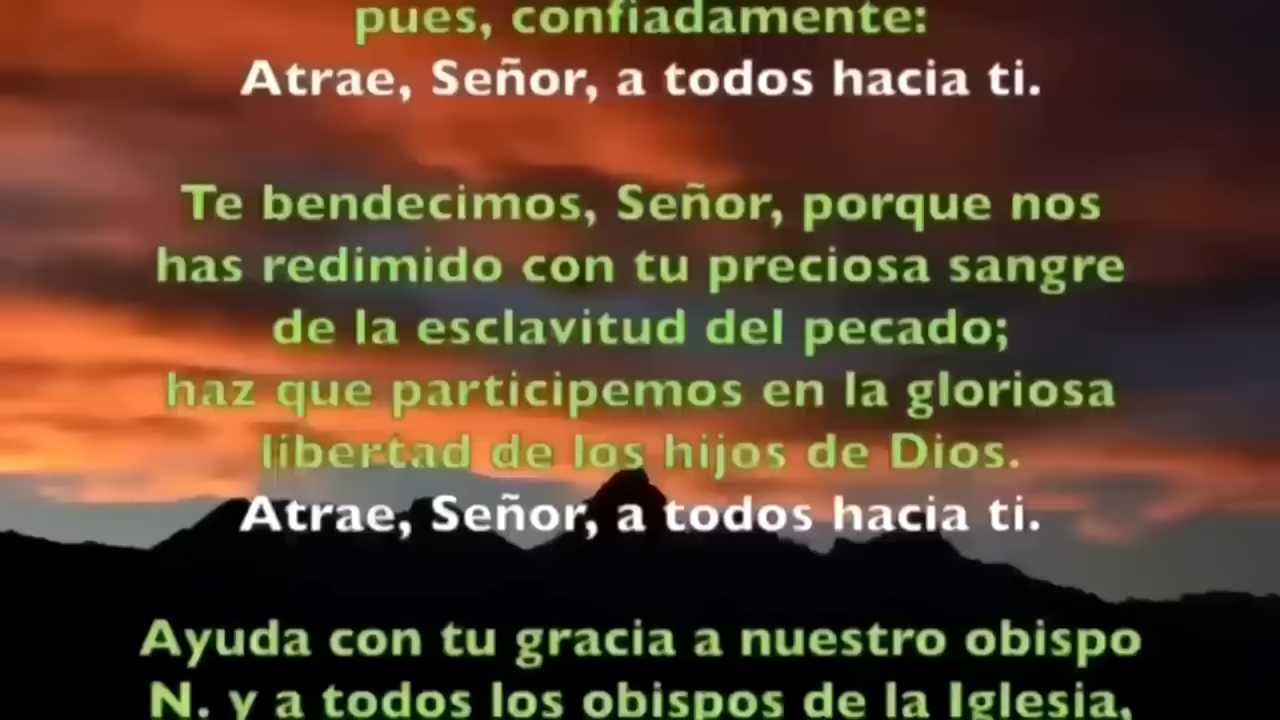 pues, confiadamente:
Atrae, Señor, a todos hacia ti.
Te bendecimos, Señor, porque nos
has redimido con tu preciosa sangre
de la esclavitud del pecado;
haz que participemos en la gloriosa
libertad de los hijos de Dios.
Atrae, Señor, a todos hacia ti.
Ayuda con tu gracia a nuestro obispo
N. y a todos los obispos de la Iglesia,